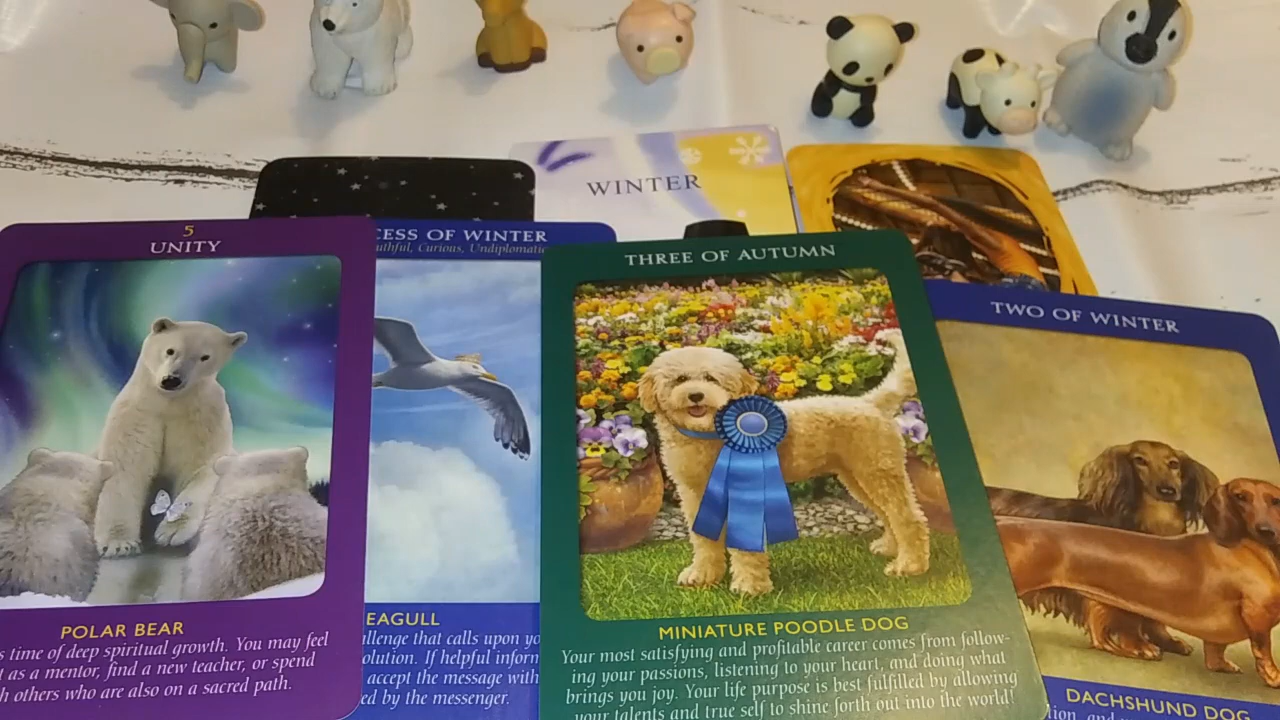 WINTER
5
UNITY
POLAR BEAR
time of deep spiritual growth. You may feel
as a mentor, find a new teacher, or spend
others who are also on a sacred path.
CESS OF WINTER
uthful, Curious, Undiplomatic
EAGULL
llenge that calls upon yo
olution. If helpful inform
accept the message with
ed by the messenger.
THREE OF AUTUMN
MINIATURE POODLE DOG
Your most satisfying and profitable career comes from follow-
ing your passions, listening to your heart, and doing what
brings you joy. Your life purpose is best fulfilled by allowing
your talents and true self to shine forth out into the world!
TWO OF WINTER
DACHSHUND DOG